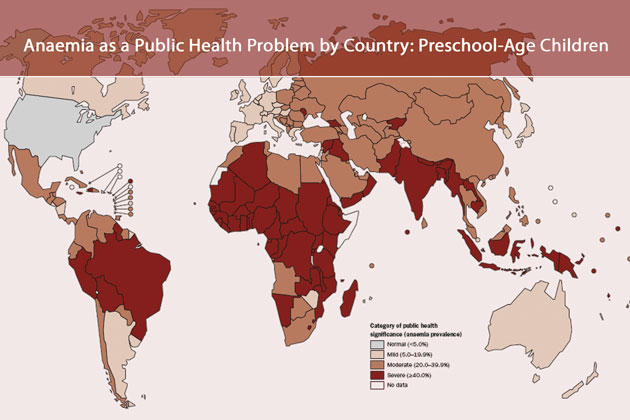 Anaemia as a Public Health Problem by Country: Preschool-Age Children
Category of public health
significance (anaemia prevalence)
Normal (<5.0%)
Mild (5.0–19.9%)
Moderate (20.0–39.9%)
Severe (≥40.0%)
No data